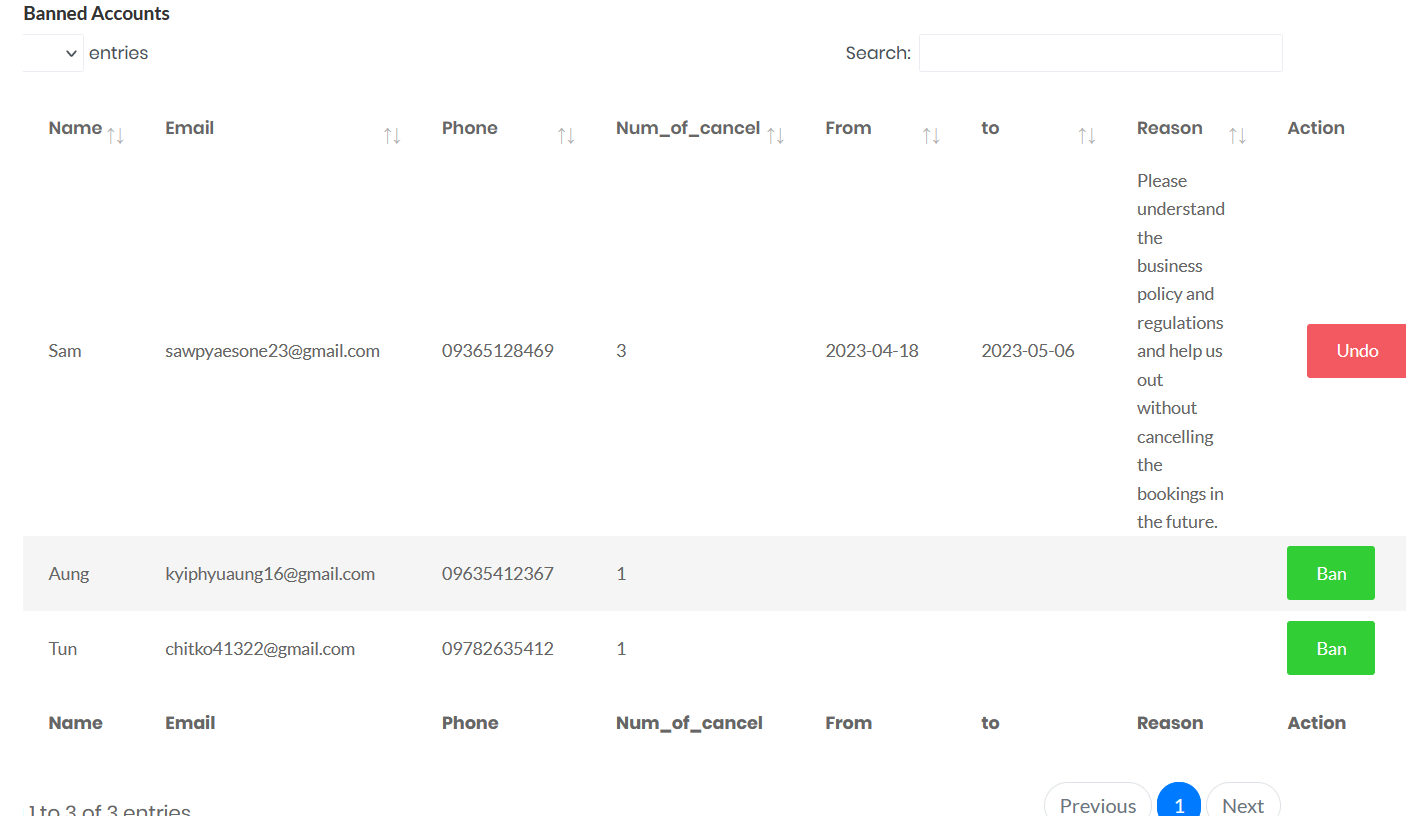 Banned Accounts
entries Search:
Name Email Phone Num_of_cancel From to Reason Action
Please
understand
the
business
policy and
regulations
Sam sawpyaesone23@gmail.com 09365128469 3 2023-04-18 2023-05-06 and help us Undo
out
without
cancelling
the
bookings in
the future.
Aung kyiphyuaung16@gmail.com 09635412367 1 Ban
Tun chitko41322@gmail.com 09782635412 1 Ban
Name Email Phone Num_of_cancel From to Reason Action
1 to 3 of 3 entries Previous 1 Next